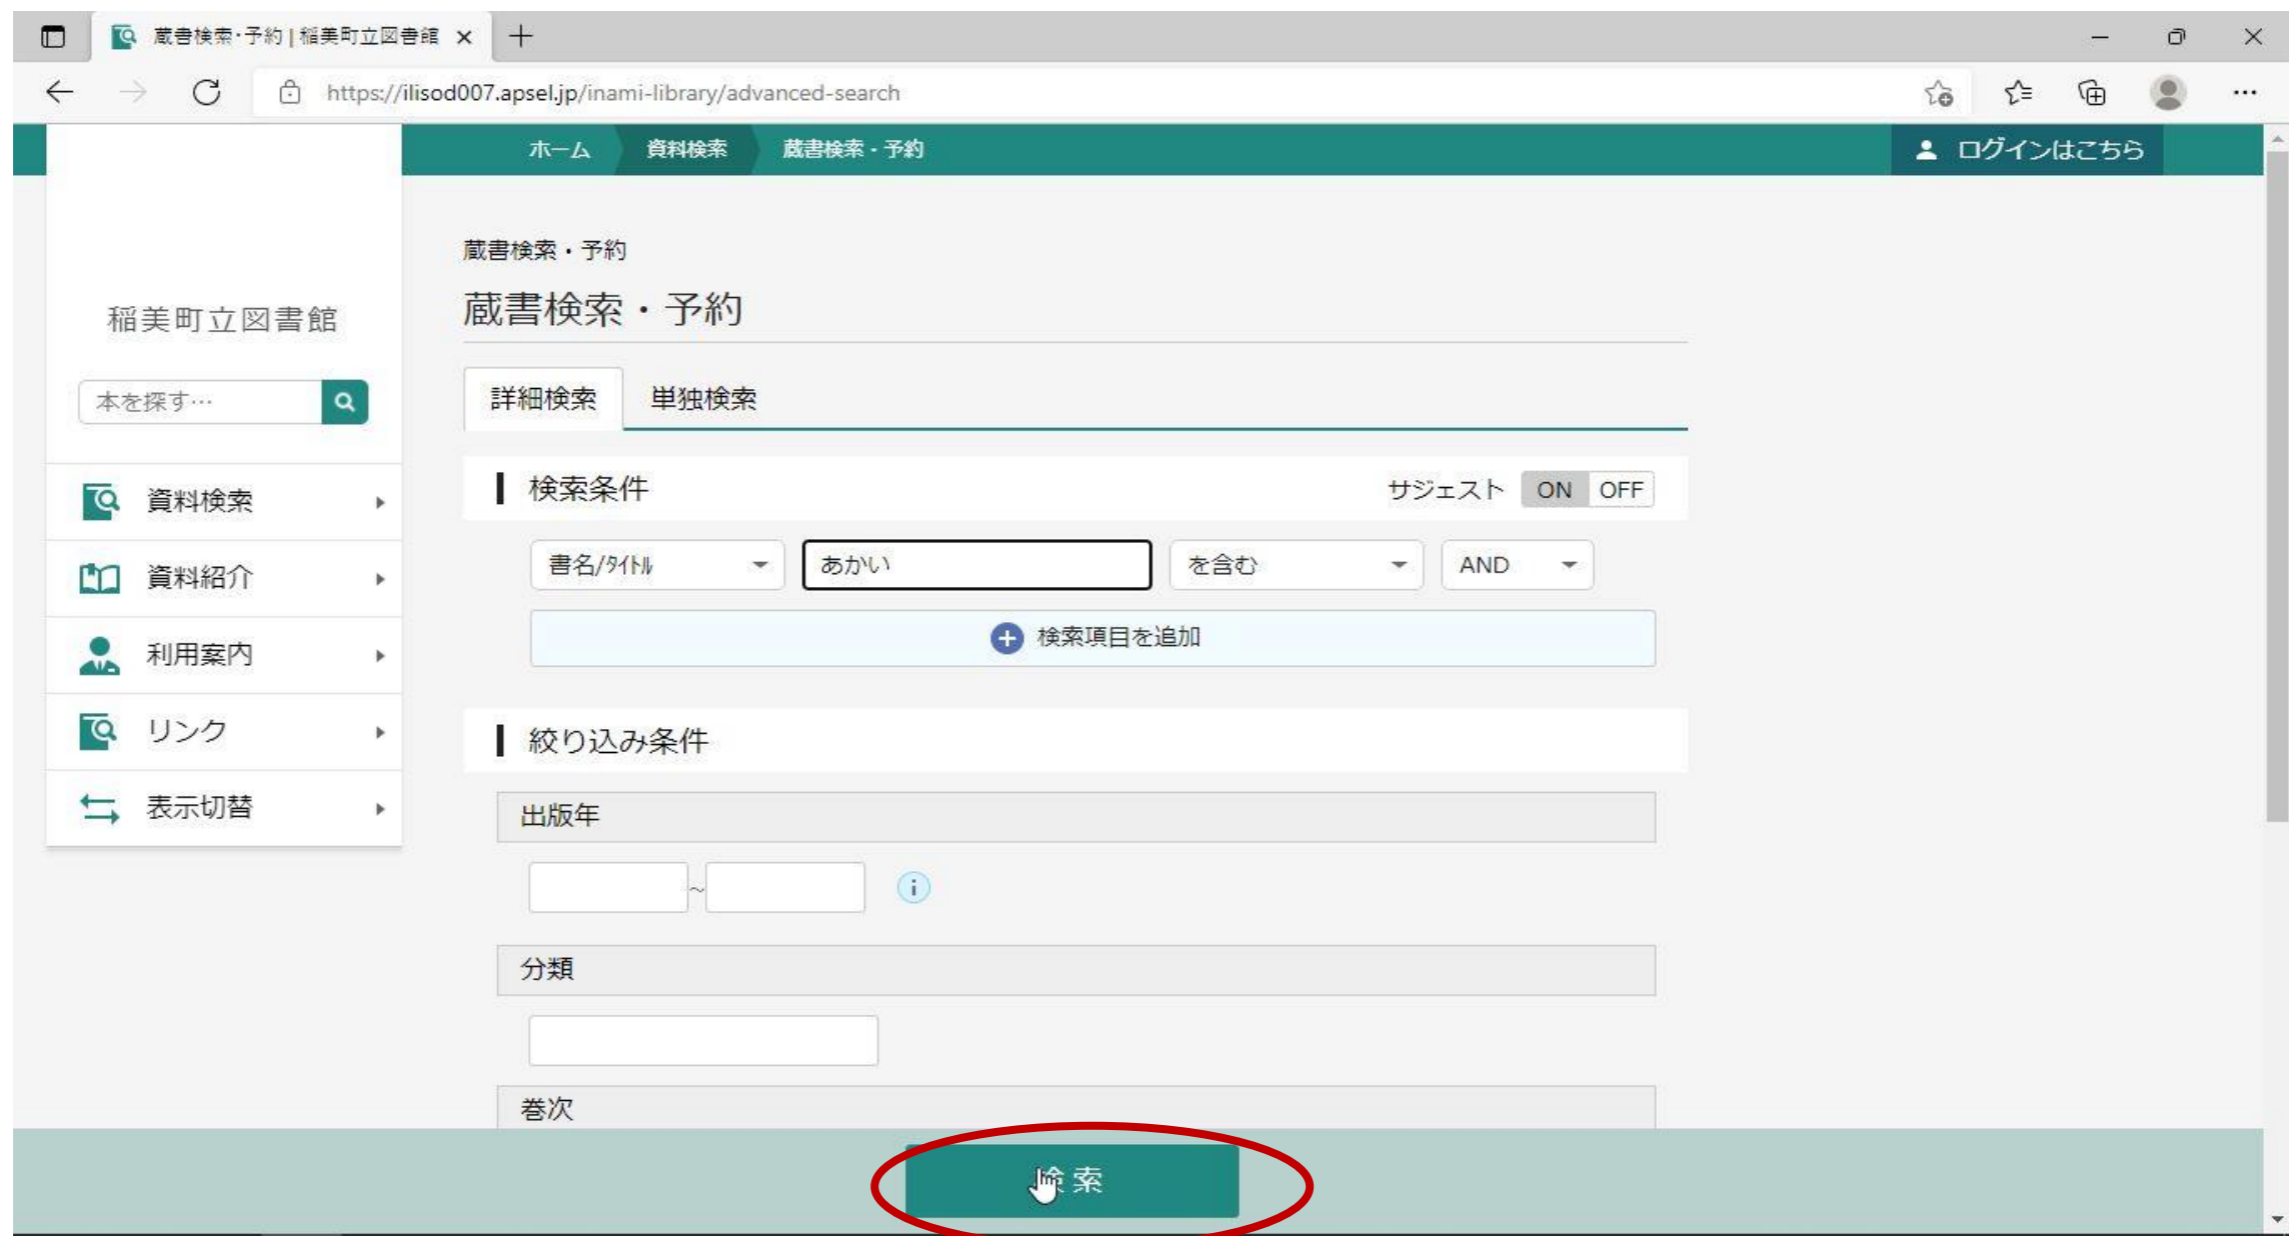 蔵書検索・予約 | 稲美町立図書館
https://ilisod007.apsel.jp/inami-library/advanced-search
ホーム 資料検索 蔵書検索・予約 ログインはこちら
稲美町立図書館
本を探す…
資料検索
資料紹介
利用案内
リンク
表示切替
蔵書検索・予約
蔵書検索・予約
詳細検索 単独検索
検索条件 サジェスト ON OFF
書名/ﾀｲﾄﾙ あかい を含む AND
検索項目を追加
絞り込み条件
出版年
~
分類
巻次
検索